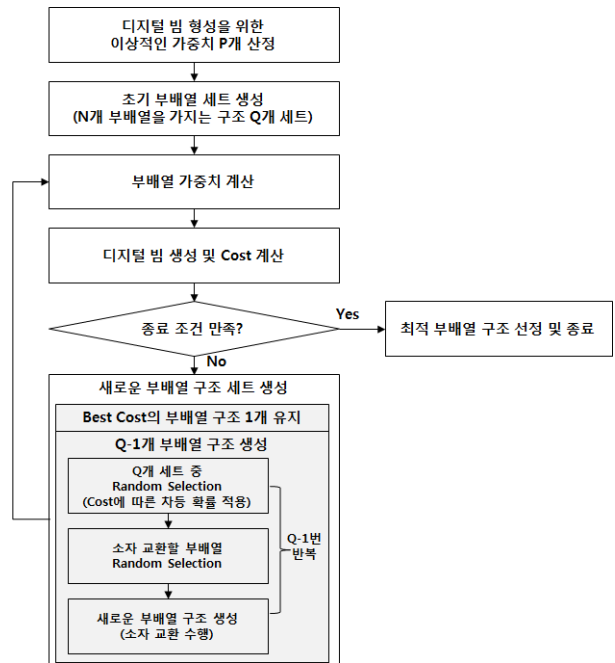 디지털 빔 형성을 위한
이상적인 가중치 P개 산정
초기 부배열 세트 생성
(N개 부배열을 가지는 구조 Q개 세트)
부배열 가중치 계산
디지털 빔 생성 및 Cost 계산
종료 조건 만족?
Yes
최적 부배열 구조 선정 및 종료
No
새로운 부배열 구조 세트 생성
Best Cost의 부배열 구조 1개 유지
Q-1개 부배열 구조 생성
Q개 세트 중
Random Selection
(Cost에 따른 차등 확률 적용)
소자 교환할 부배열
Random Selection
새로운 부배열 구조 생성
(소자 교환 수행)
Q-1번
반복